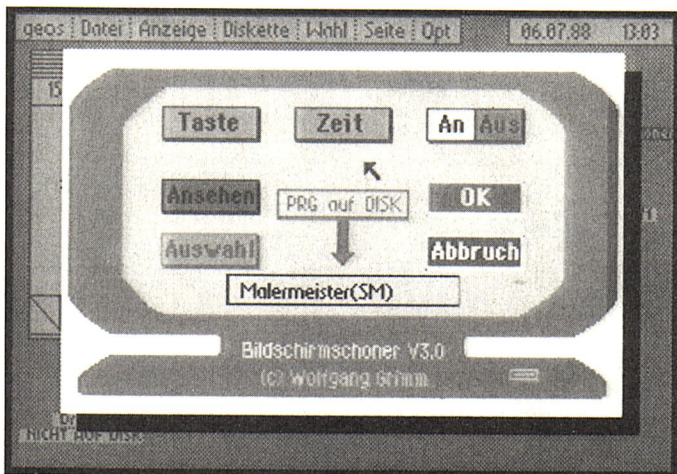 geos Datei Anzeige Diskette Wahl Seite Opt 06.07.88 13:03
15
Taste Zeit An Aus
Ansehen PRG auf DISK OK
Auswahl Abbruch
Malermeister(SM)
Bildschirmschoner V3.0
(c) Wolfgang Grimm
NICHT AUF DISK